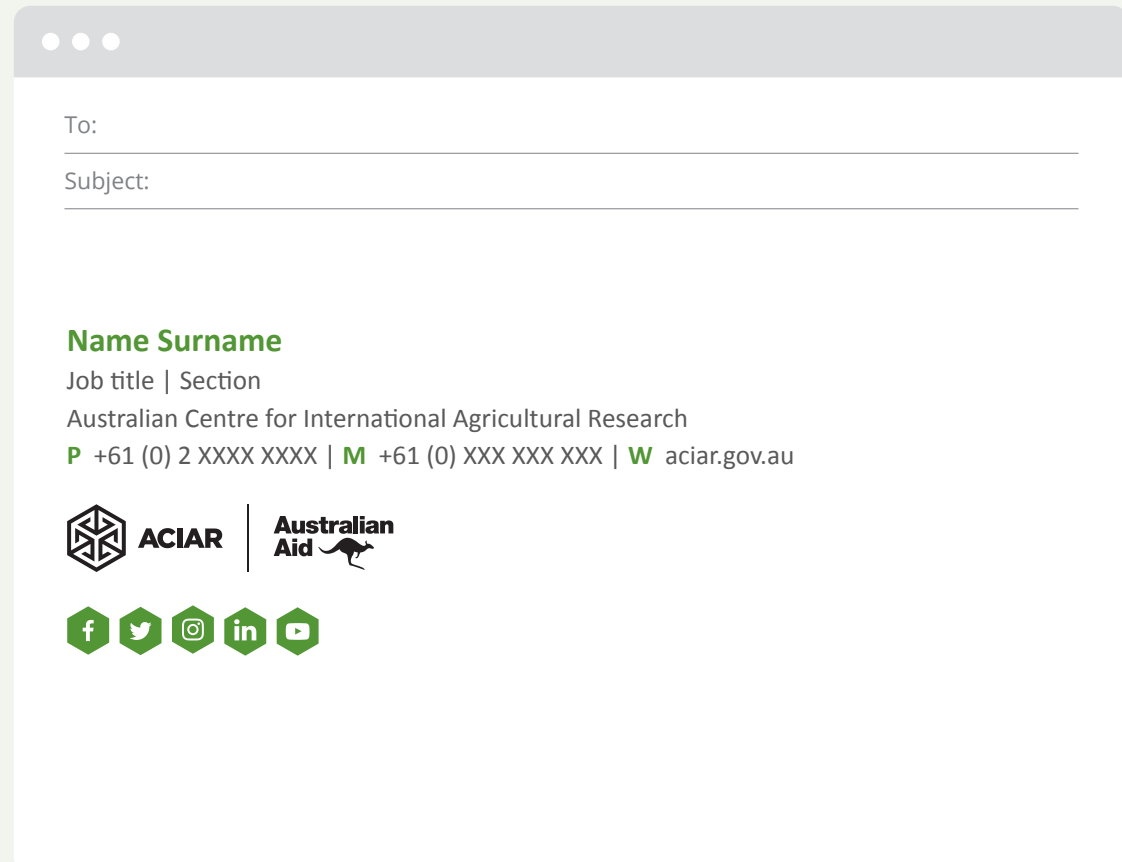 To:
Subject:
Name Surname
Job title | Section
Australian Centre for International Agricultural Research
P +61 (0) 2 XXXX XXXX | M +61 (0) XXX XXX XXX | W aciar.gov.au
ACIAR
Australian
Aid
f in